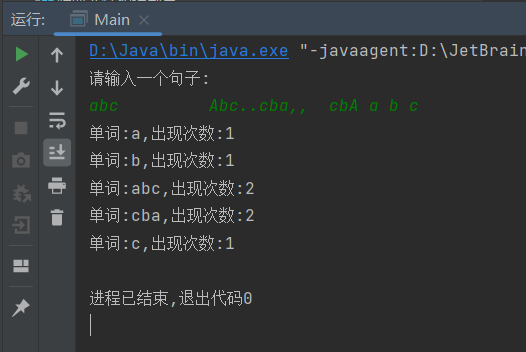 运行: Main
D:\Java\bin\java.exe "-javaagent:D:\JetBrain
请输入一个句子:
abc         Abc..cba,,  cbA a b c
单词:a,出现次数:1
单词:b,出现次数:1
单词:abc,出现次数:2
单词:cba,出现次数:2
单词:c,出现次数:1
进程已结束,退出代码0